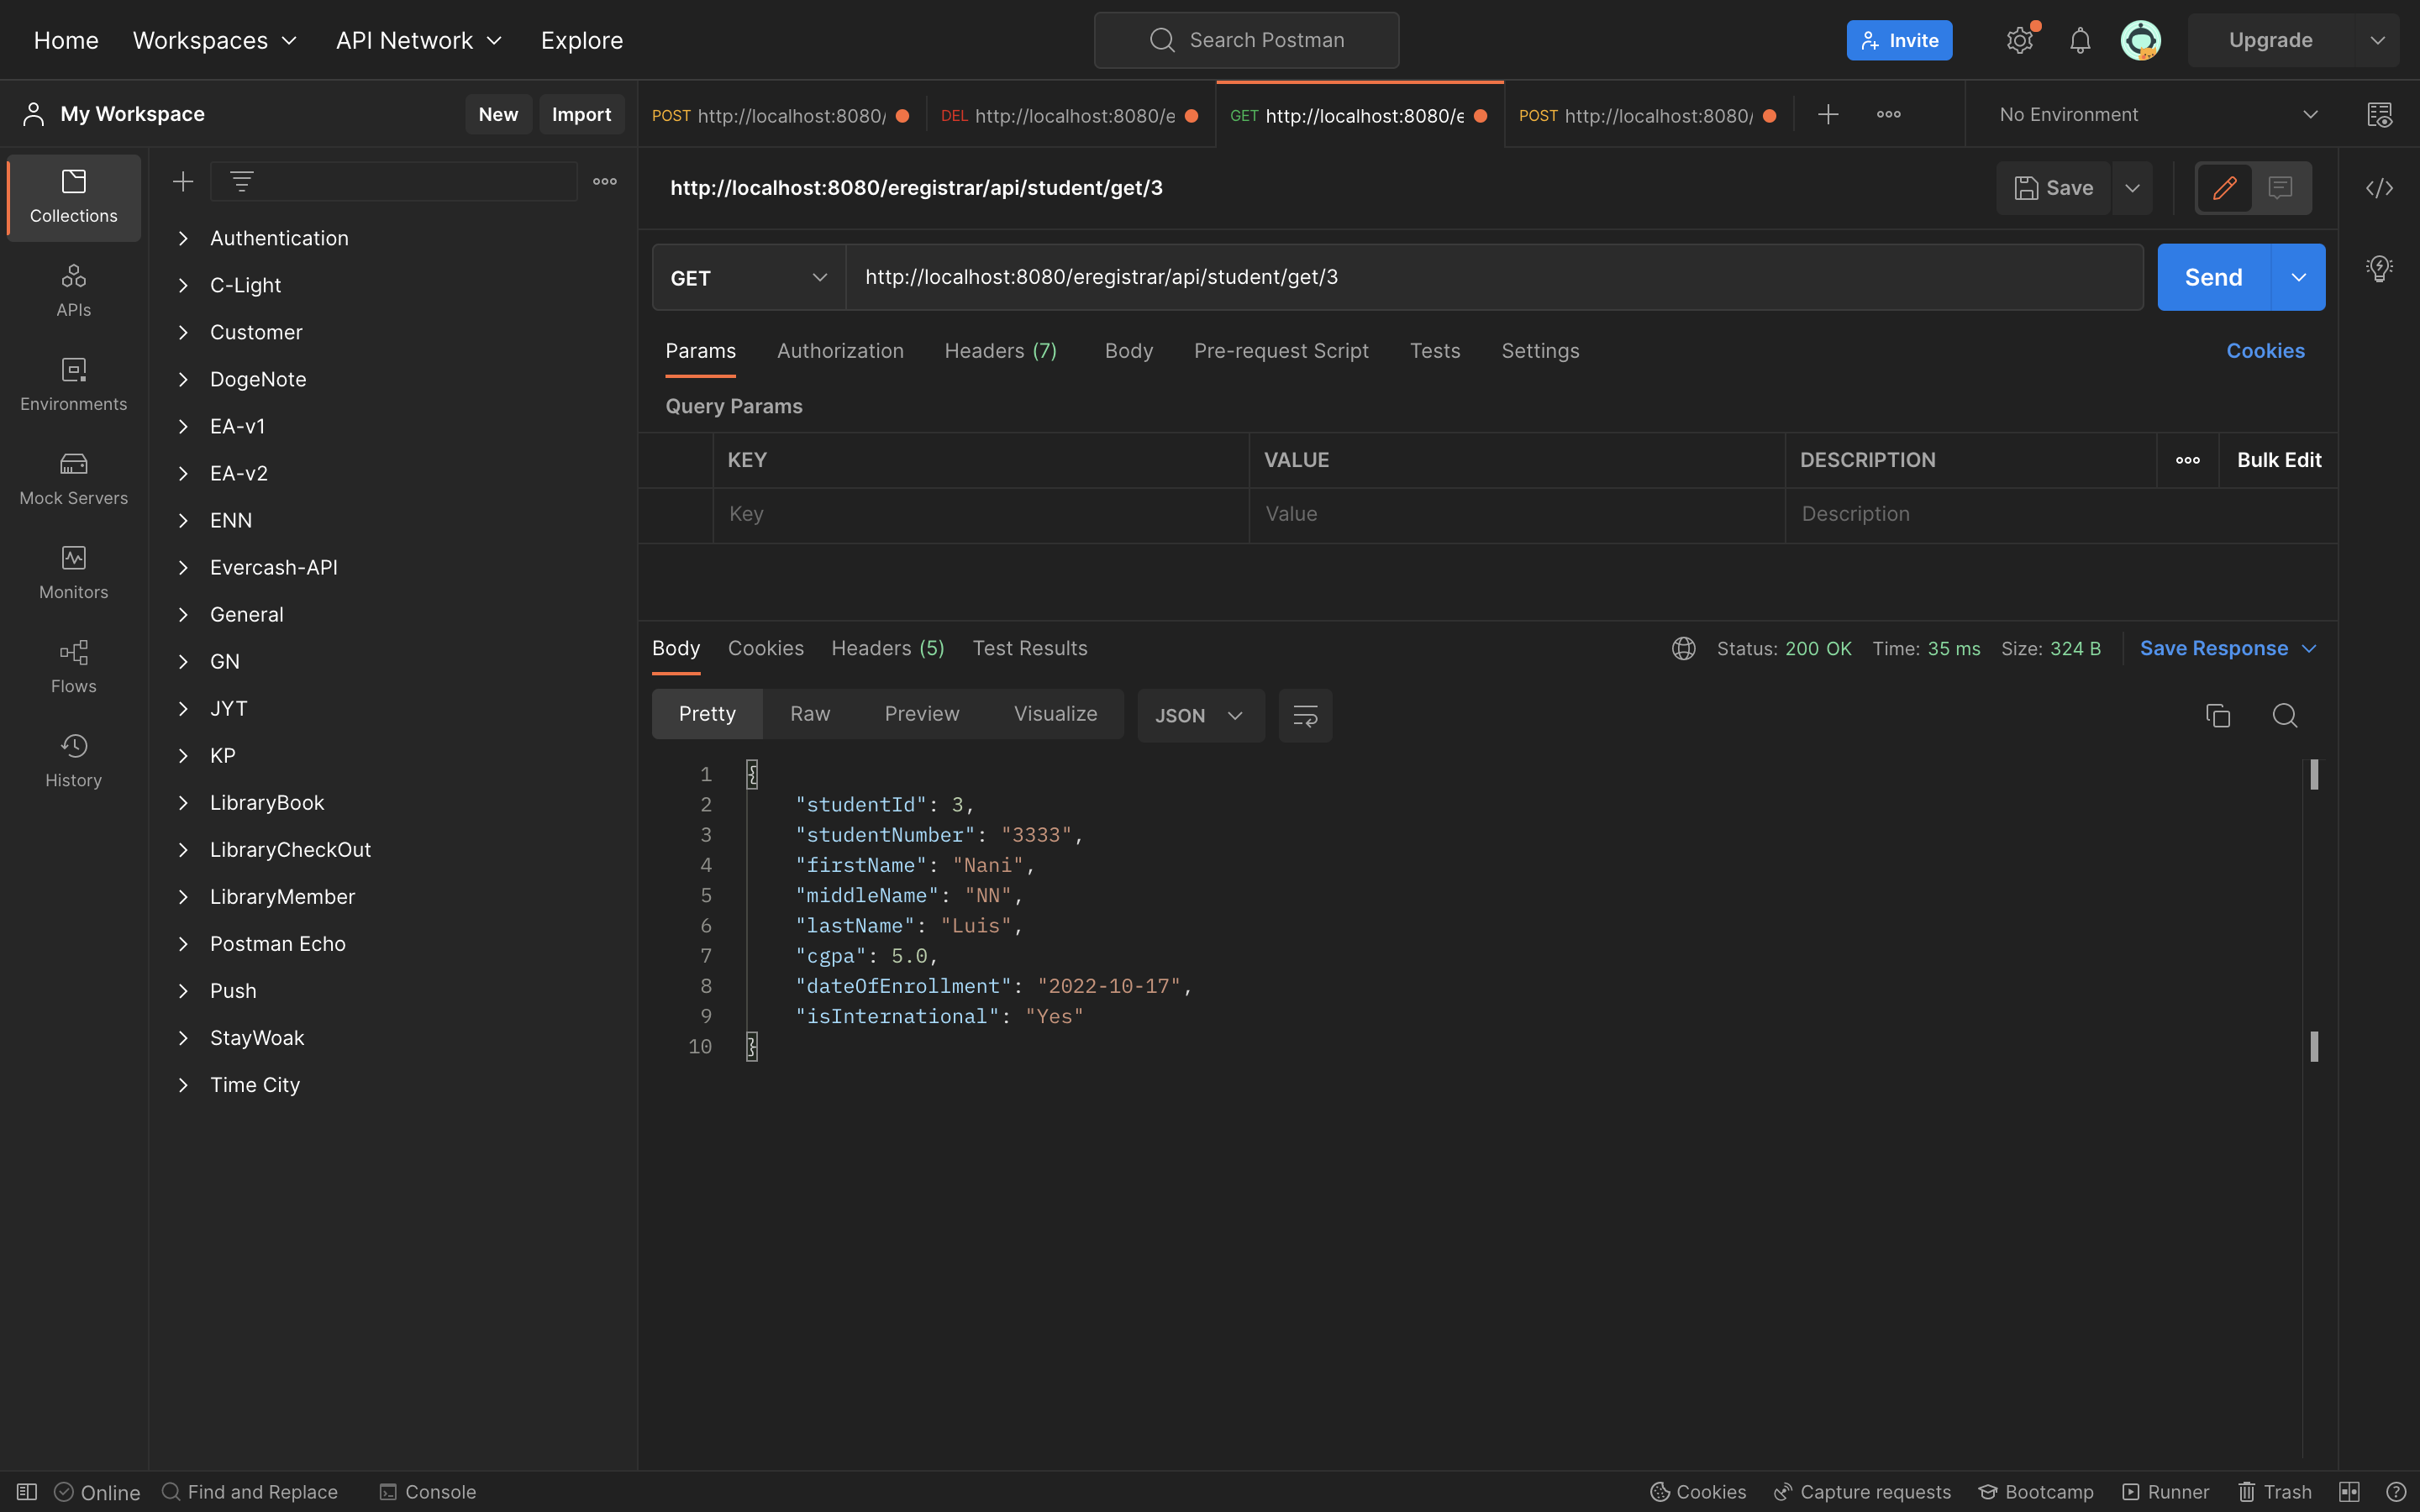 Home Workspaces API Network Explore Search Postman Invite Upgrade
My Workspace New Import
POST http://localhost:8080/ DEL http://localhost:8080/e GET http://localhost:8080/e POST http://localhost:8080/ No Environment
Collections
APIs
Environments
Mock Servers
Monitors
Flows
History
Authentication
C-Light
Customer
DogeNote
EA-v1
EA-v2
ENN
Evercash-API
General
GN
JYT
KP
LibraryBook
LibraryCheckOut
LibraryMember
Postman Echo
Push
StayWoak
Time City
http://localhost:8080/eregistrar/api/student/get/3 Save
GET http://localhost:8080/eregistrar/api/student/get/3 Send
Params Authorization Headers (7) Body Pre-request Script Tests Settings Cookies
Query Params
KEY VALUE DESCRIPTION Bulk Edit
Key Value Description
Body Cookies Headers (5) Test Results Status: 200 OK Time: 35 ms Size: 324 B Save Response
Pretty Raw Preview Visualize JSON
1 {
2 "studentId": 3,
3 "studentNumber": "3333",
4 "firstName": "Nani",
5 "middleName": "NN",
6 "lastName": "Luis",
7 "cgpa": 5.0,
8 "dateOfEnrollment": "2022-10-17",
9 "isInternational": "Yes"
10 }
Online Find and Replace Console Cookies Capture requests Bootcamp Runner Trash